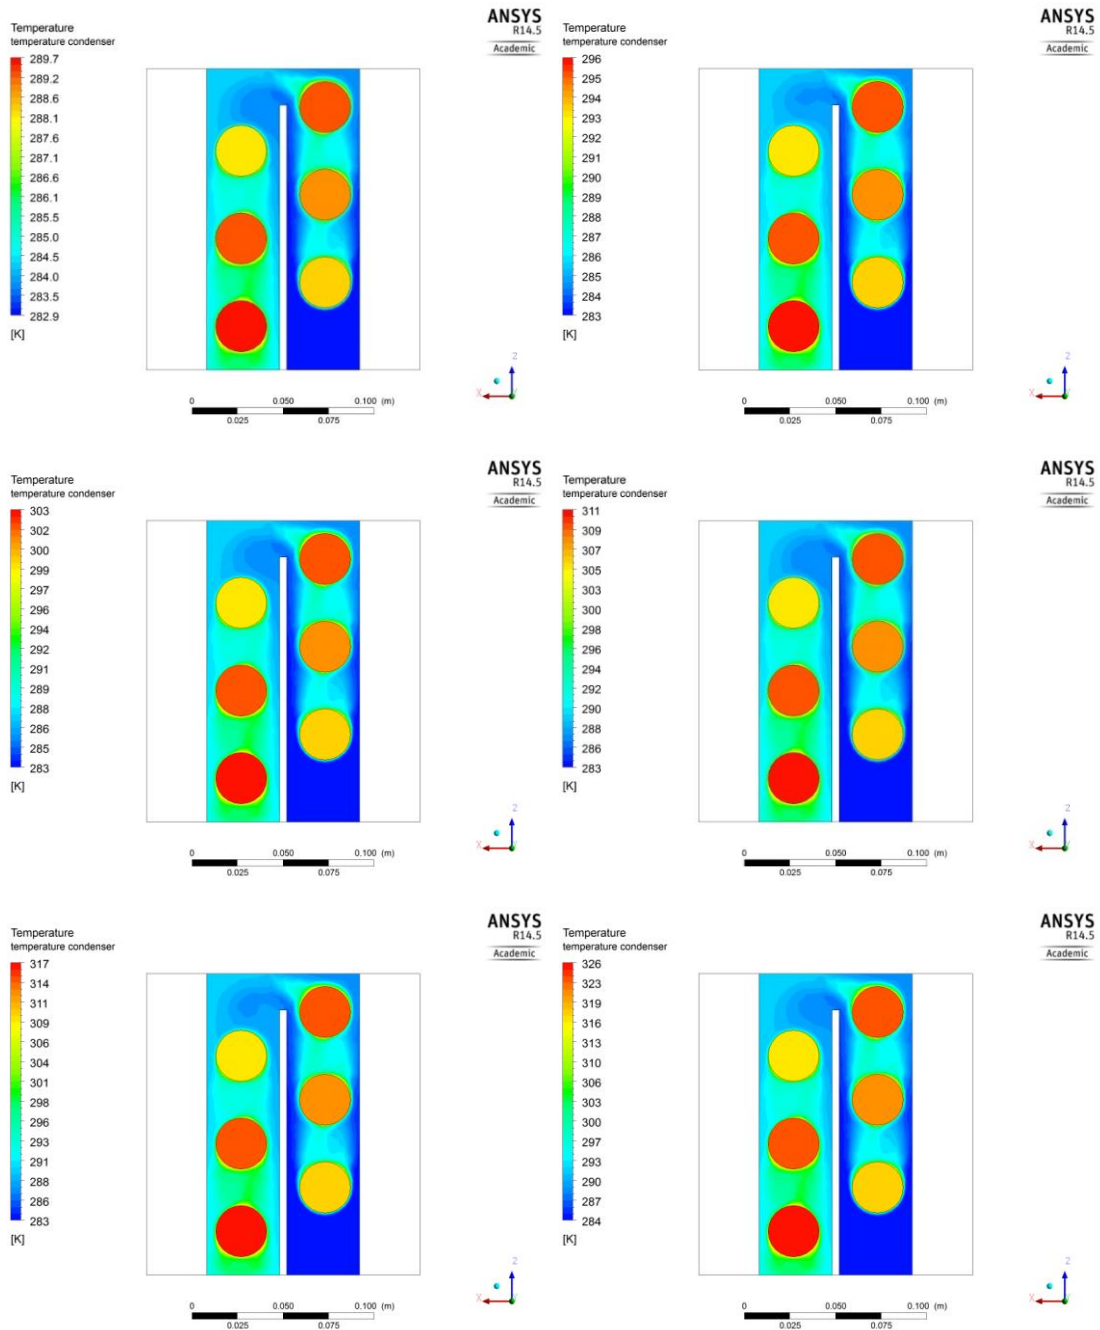 ANSYS
R14.5
Academic
Temperature
temperature condenser
289.7
289.2
288.6
288.1
287.6
287.1
286.6
286.1
285.5
285.0
284.5
284.0
283.5
282.9
[K]
Z
X
0 0.050 0.100 (m)
0.025 0.075
ANSYS
R14.5
Academic
Temperature
temperature condenser
296
295
294
293
292
291
290
289
288
287
286
285
284
283
[K]
Z
X
0 0.050 0.100 (m)
0.025 0.075
ANSYS
R14.5
Academic
Temperature
temperature condenser
303
302
300
299
297
296
294
292
291
289
288
286
285
283
[K]
Z
X
0 0.050 0.100 (m)
0.025 0.075
ANSYS
R14.5
Academic
Temperature
temperature condenser
311
309
307
305
303
300
298
296
294
292
290
288
286
283
[K]
Z
X
0 0.050 0.100 (m)
0.025 0.075
ANSYS
R14.5
Academic
Temperature
temperature condenser
317
314
311
309
306
304
301
298
296
293
291
288
286
283
[K]
Z
X
0 0.050 0.100 (m)
0.025 0.075
ANSYS
R14.5
Academic
Temperature
temperature condenser
326
323
319
316
313
310
306
303
300
297
293
290
287
284
[K]
Z
X
0 0.050 0.100 (m)
0.025 0.075